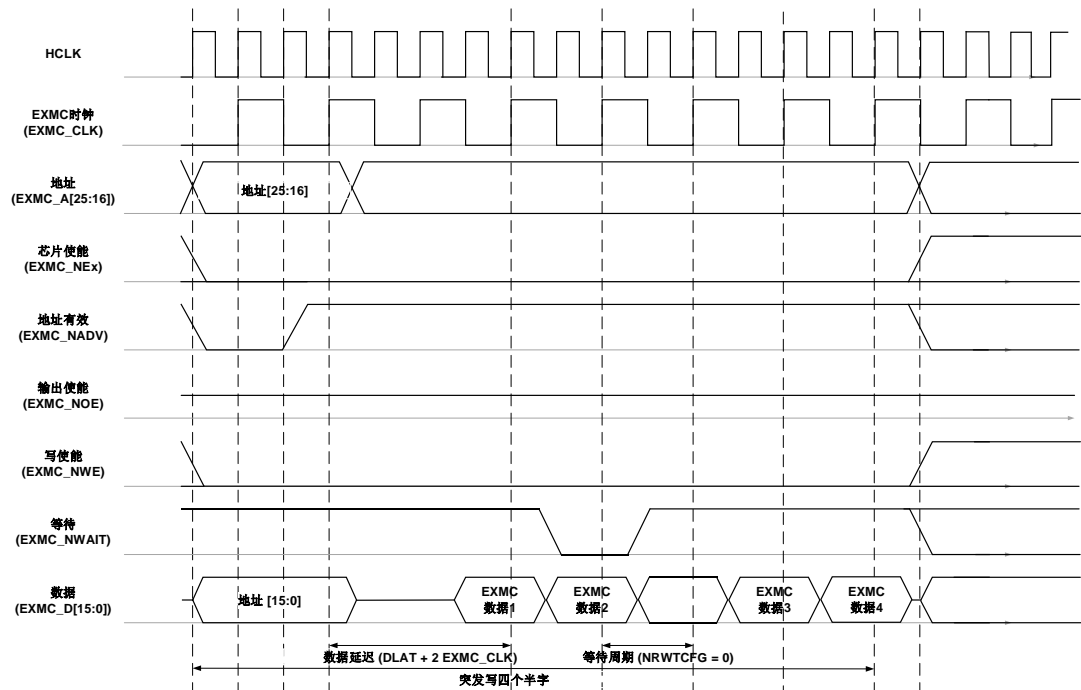 HCLK
EXMC时钟
(EXMC_CLK)
地址
(EXMC_A[25:16])
地址[25:16]
芯片使能
(EXMC_NEx)
地址有效
(EXMC_NADV)
输出使能
(EXMC_NOE)
写使能
(EXMC_NWE)
等待
(EXMC_NWAIT)
数据
(EXMC_D[15:0])
地址 [15:0]
EXMC
数据1
EXMC
数据2
EXMC
数据3
EXMC
数据4
数据延迟 (DLAT + 2 EXMC_CLK)
等待周期 (NRWTCFG = 0)
突发写四个半字